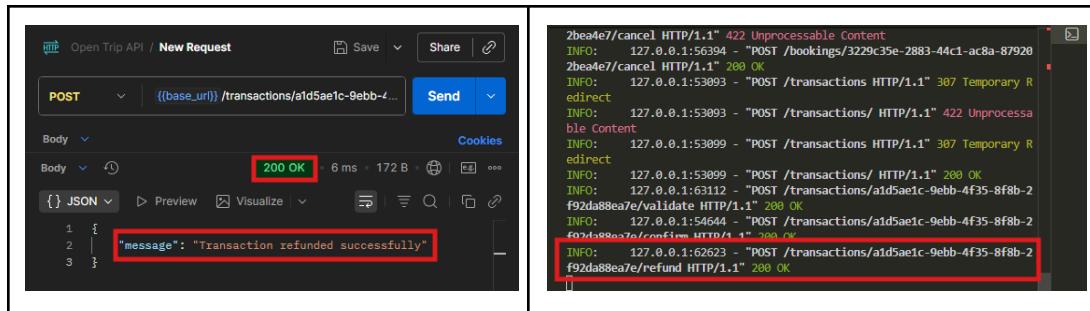 HTTP Open Trip API / New Request Save Share
POST {{base_url}} /transactions/a1d5ae1c-9ebb-4... Send
Body Cookies
Body 200 OK • 6 ms • 172 B e.g.
{} JSON Preview Visualize
1 {
2 "message": "Transaction refunded successfully"
3 }
2bea4e7/cancel HTTP/1.1" 422 Unprocessable Content
INFO: 127.0.0.1:56394 - "POST /bookings/3229c35e-2883-44c1-ac8a-87920
2bea4e7/cancel HTTP/1.1" 200 OK
INFO: 127.0.0.1:53093 - "POST /transactions HTTP/1.1" 307 Temporary R
edirect
INFO: 127.0.0.1:53093 - "POST /transactions/ HTTP/1.1" 422 Unprocessa
ble Content
INFO: 127.0.0.1:53099 - "POST /transactions HTTP/1.1" 307 Temporary R
edirect
INFO: 127.0.0.1:53099 - "POST /transactions/ HTTP/1.1" 200 OK
INFO: 127.0.0.1:63112 - "POST /transactions/a1d5ae1c-9ebb-4f35-8f8b-2
f92da88ea7e/validate HTTP/1.1" 200 OK
INFO: 127.0.0.1:54644 - "POST /transactions/a1d5ae1c-9ebb-4f35-8f8b-2
f92da88ea7e/confirm HTTP/1.1" 200 OK
INFO: 127.0.0.1:62623 - "POST /transactions/a1d5ae1c-9ebb-4f35-8f8b-2
f92da88ea7e/refund HTTP/1.1" 200 OK